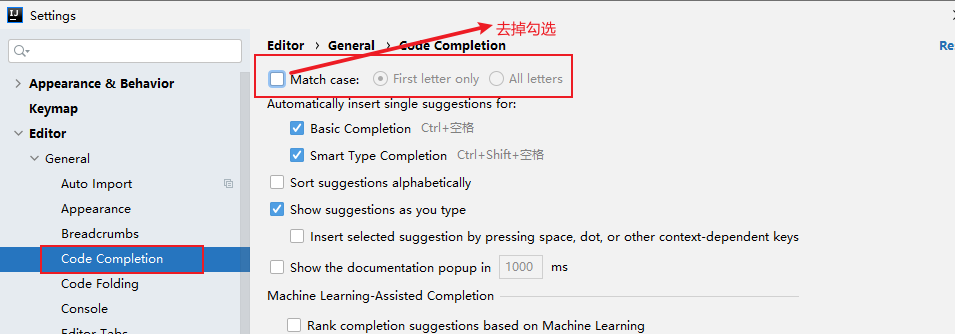 Settings
去掉勾选
Editor › General › Code Completion
Match case: First letter only All letters
Automatically insert single suggestions for:
Basic Completion Ctrl+空格
Smart Type Completion Ctrl+Shift+空格
Sort suggestions alphabetically
Show suggestions as you type
Insert selected suggestion by pressing space, dot, or other context-dependent keys
Show the documentation popup in 1000 ms
Machine Learning-Assisted Completion
Rank completion suggestions based on Machine Learning
Appearance & Behavior
Keymap
Editor
General
Auto Import
Appearance
Breadcrumbs
Code Completion
Code Folding
Console
Editor Tabs